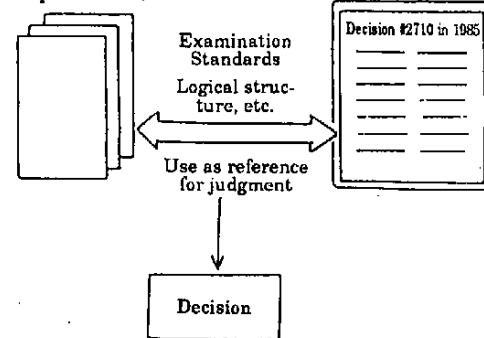 Examination
Standards
Decision #2710 in 1985
Logical struc-
ture, etc.
Use as reference
for judgment
Decision